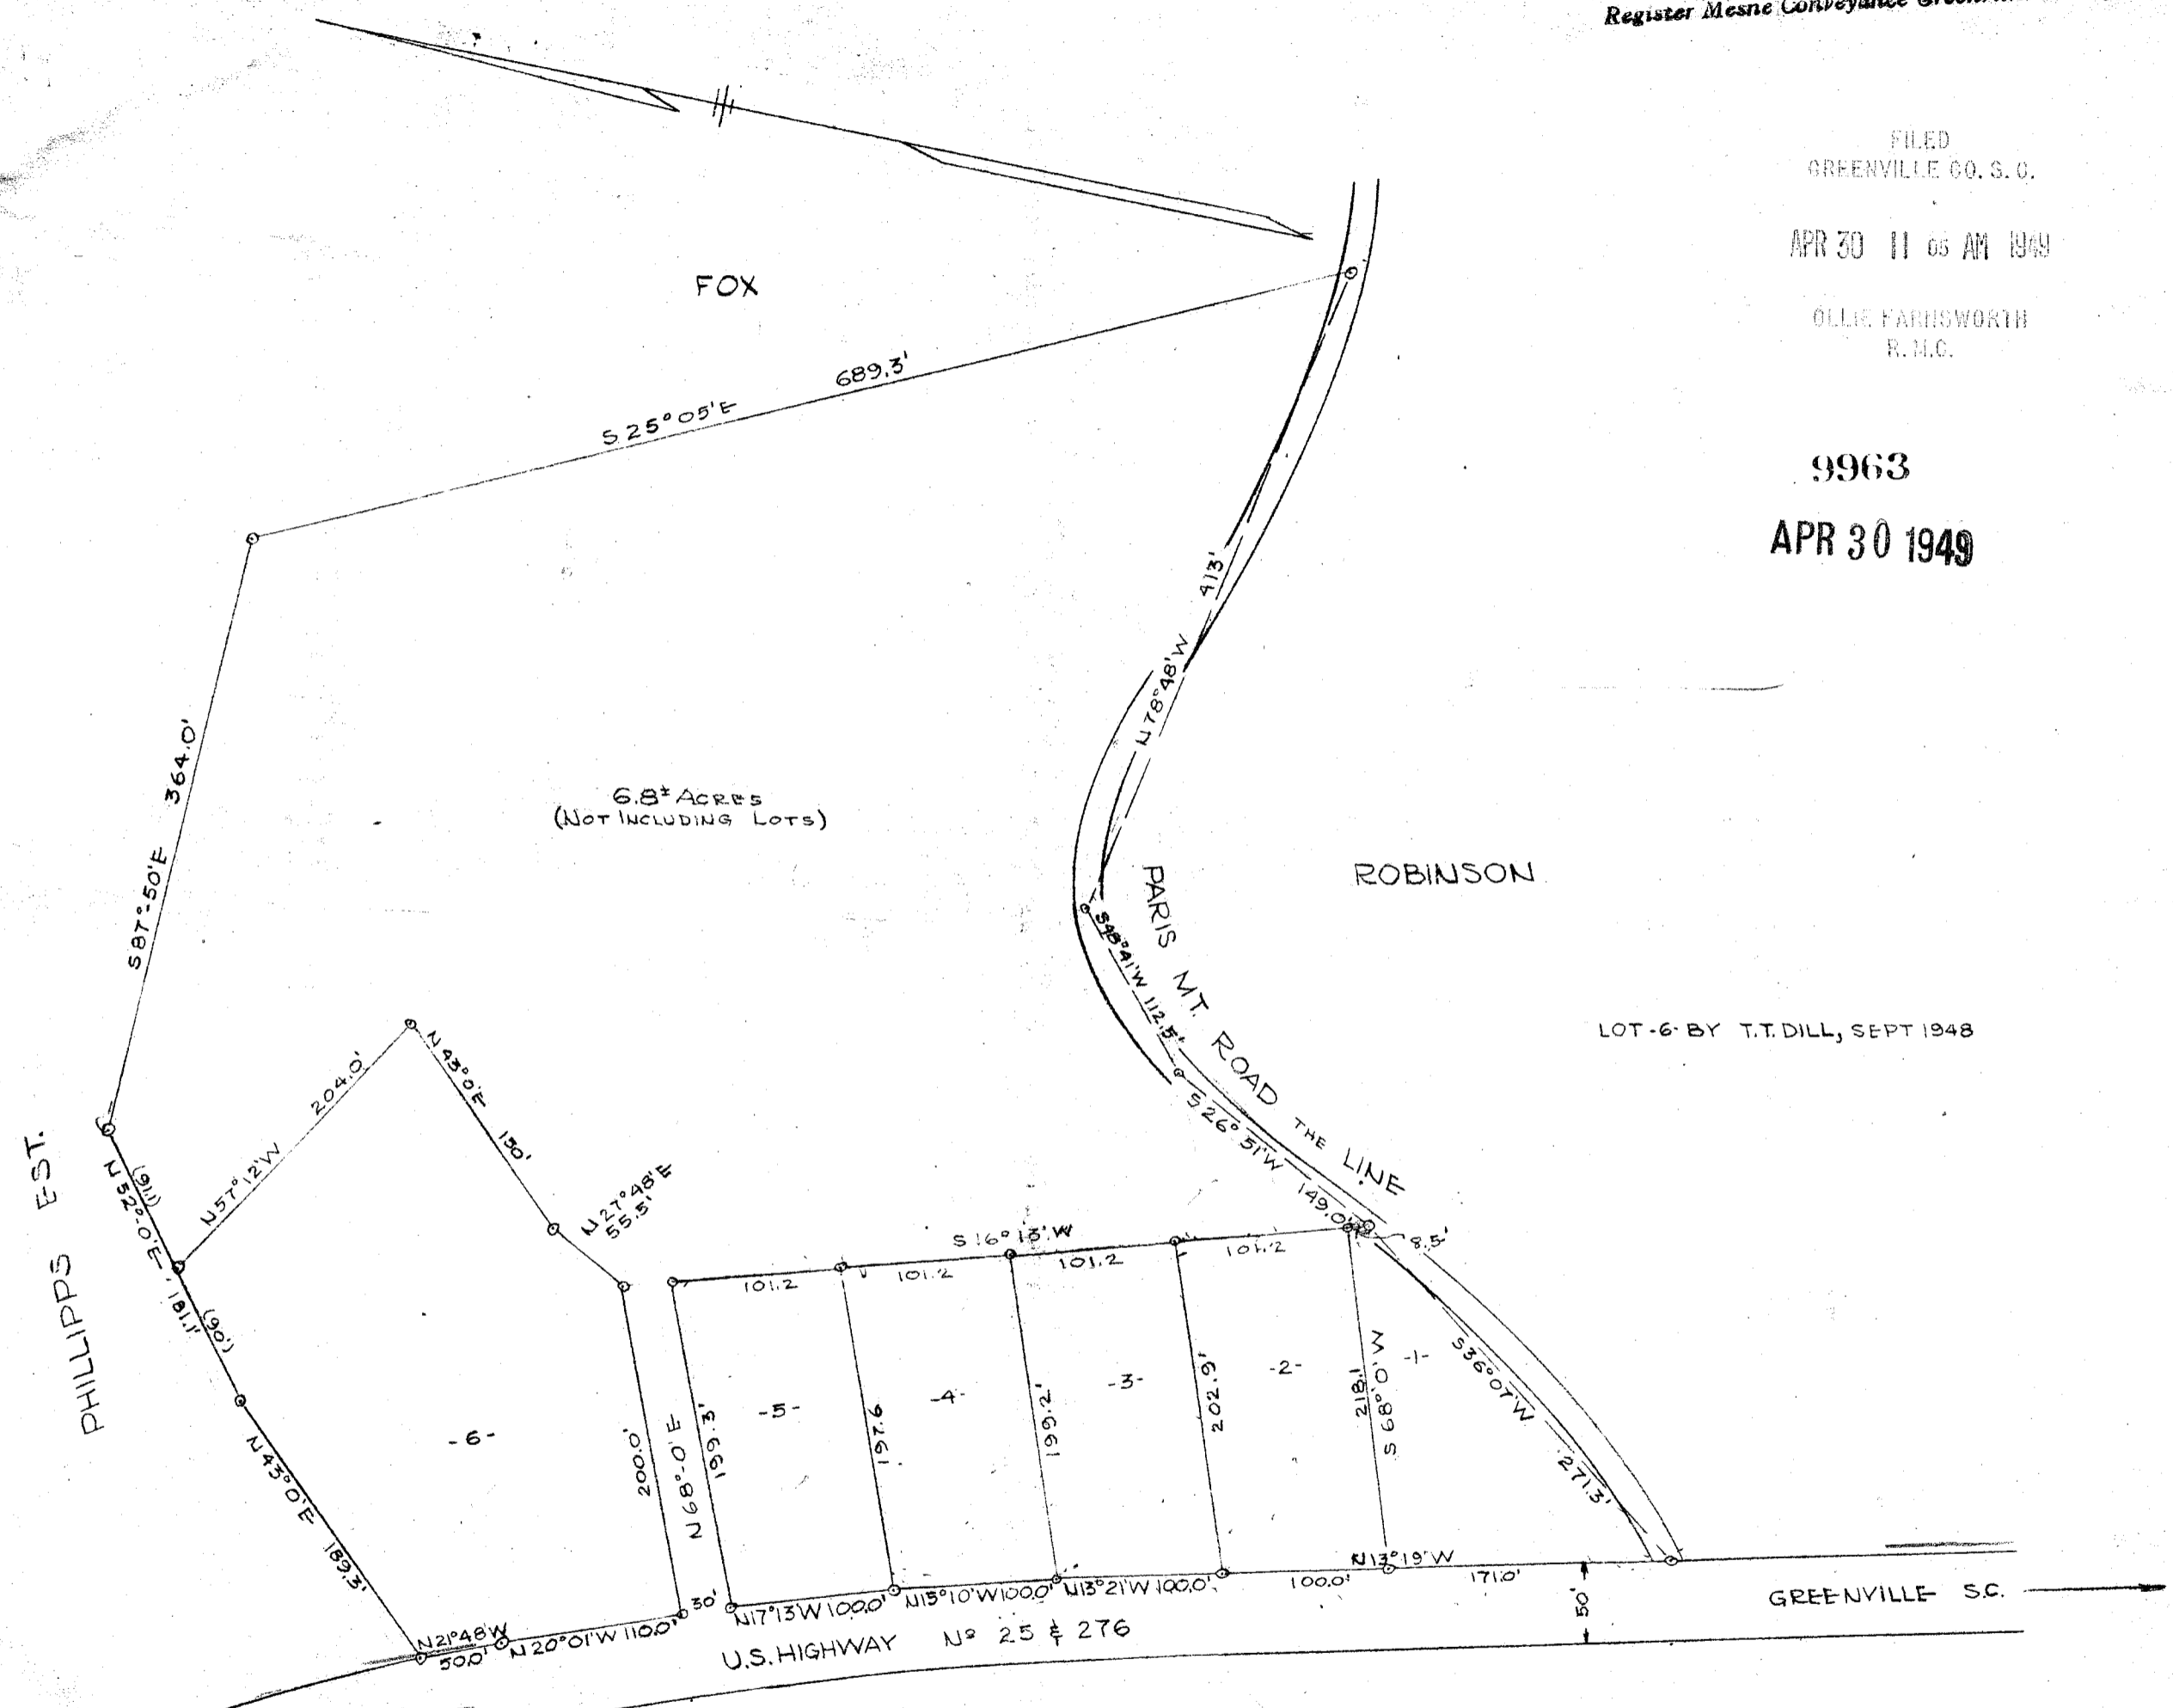 Register Mesne Conveyance
FILED
GREENVILLE CO. S. C.
APR 30 11 05 AM 1949
OLLIE FARNSWORTH
R. M. C.
9963
APR 30 1949
FOX
689.3'
S 25° 05' E
413'
N 78° 48' W
364.0'
S 87°-50' E
6.8± ACRES
(NOT INCLUDING LOTS)
ROBINSON
PARIS MT. ROAD THE LINE
S 48° 41' W 112.5'
LOT -6- BY T.T. DILL, SEPT 1948
S 26° 51' W 149.0'
8.5'
PHILLIPPS EST.
N 52°-0' E - 181.1'
(91.1)
(90')
N 57° 12' W
204.0'
N 43° 0' E
130'
N 27° 48' E
55.5'
S 16° 13' W
101.2
101.2
101.2
101.2
-6-
-5-
-4-
-3-
-2-
-1-
200.0'
N 68°-0' E
199.3'
197.6
199.2'
202.9'
218.1
S 68° 0' W
S 36° 07' W
271.3'
N 43° 0' E
189.3'
N 21° 48' W
50.0'
N 20° 01' W 110.0'
30'
N 17° 13' W 100.0'
N 15° 10' W 100.0'
N 13° 21' W 100.0'
100.0'
N 13° 19' W
171.0'
50'
U.S. HIGHWAY No 25 & 276
GREENVILLE S.C.